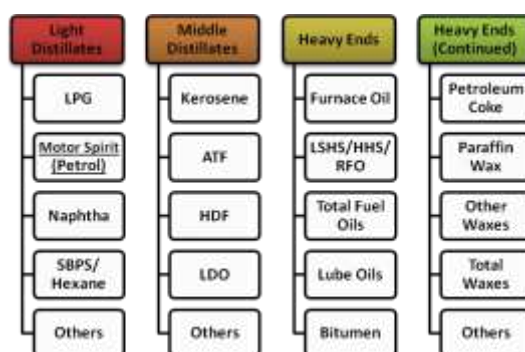 Light
Distillates
LPG
Motor Spirit
(Petrol)
Naphtha
SBPS/
Hexane
Others
Middle
Distillates
Kerosene
ATF
HDF
LDO
Others
Heavy Ends
Furnace Oil
LSHS/HHS/
RFO
Total Fuel
Oils
Lube Oils
Bitumen
Heavy Ends
(Continued)
Petroleum
Coke
Paraffin
Wax
Other
Waxes
Total
Waxes
Others